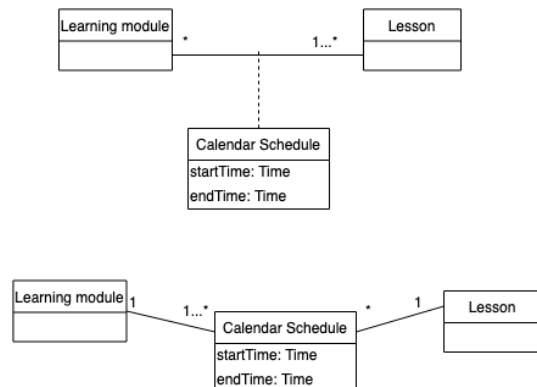 Learning module
Lesson
*
1...*
Calendar Schedule
startTime: Time
endTime: Time
Learning module
1
1...*
*
1
Lesson
Calendar Schedule
startTime: Time
endTime: Time